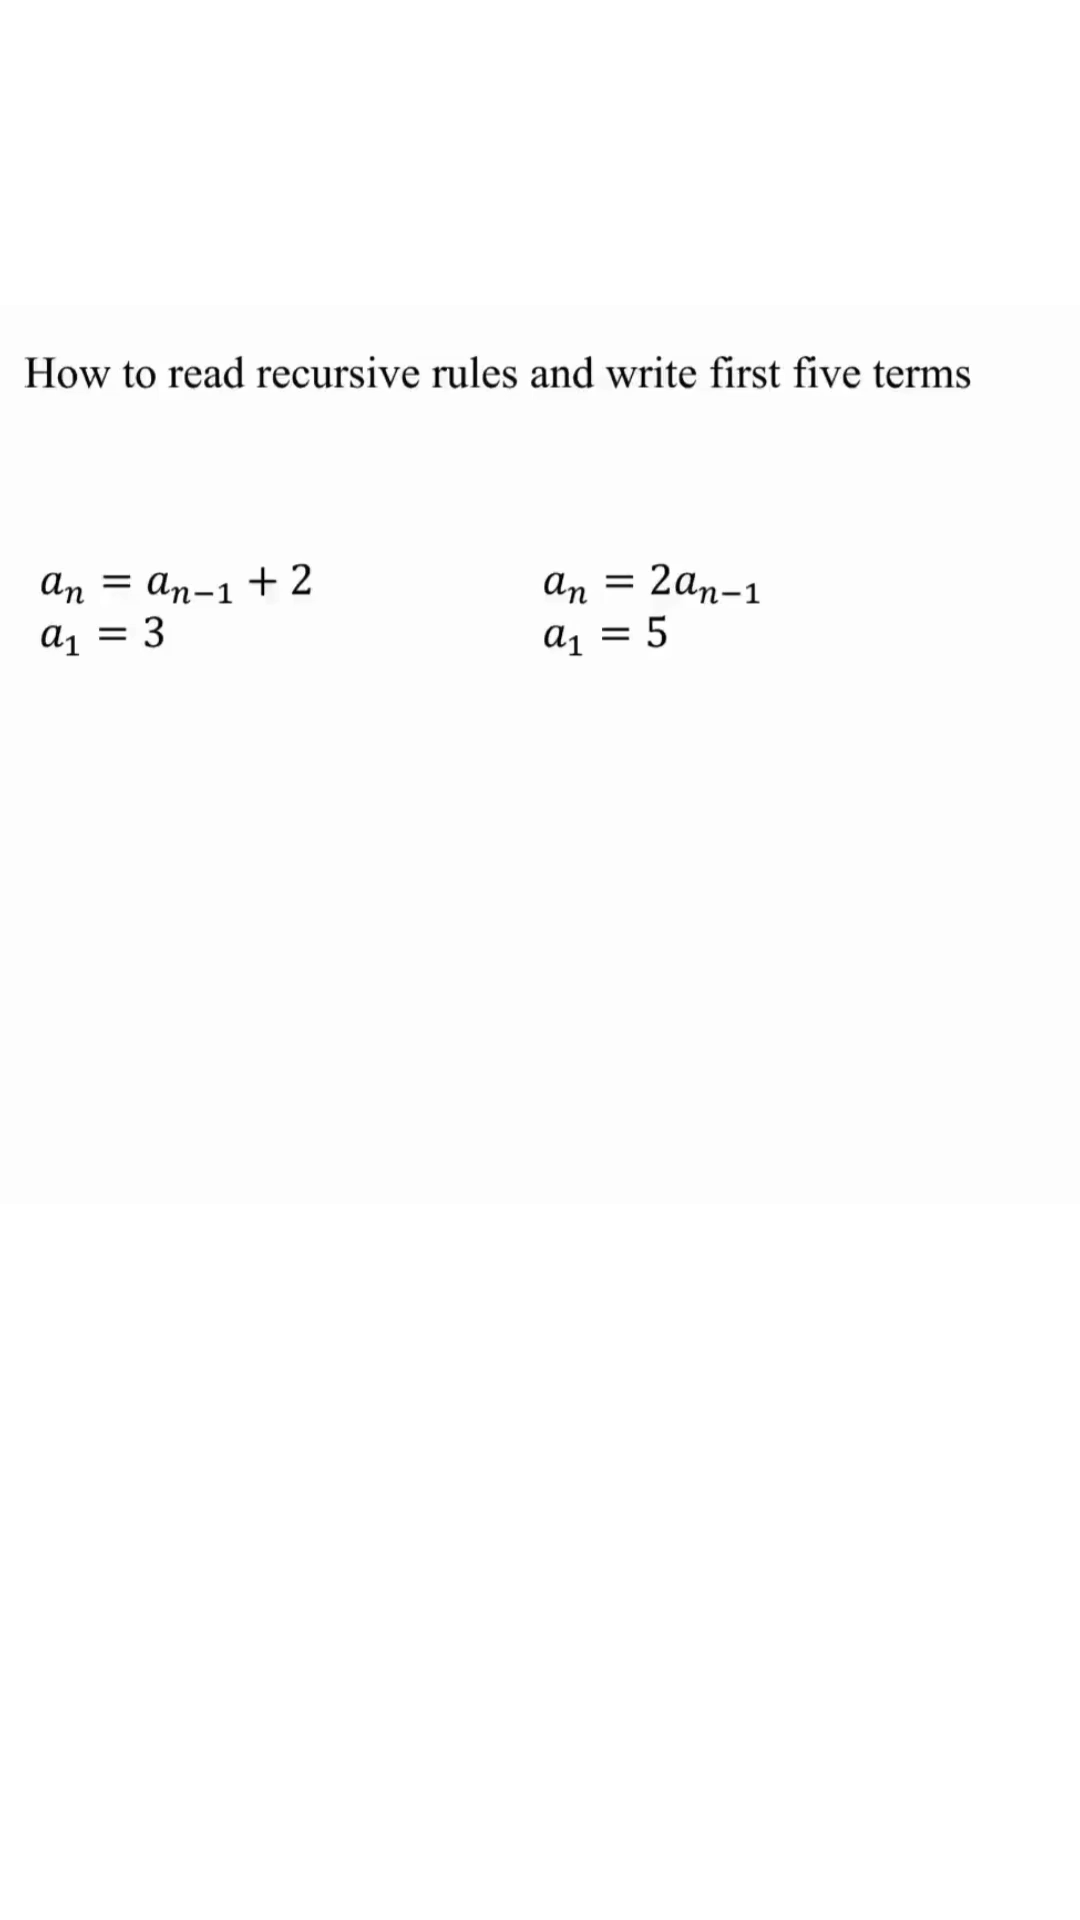 How to read recursive rules and write first five terms
aₙ = aₙ₋₁ + 2
a₁ = 3
aₙ = 2aₙ₋₁
a₁ = 5